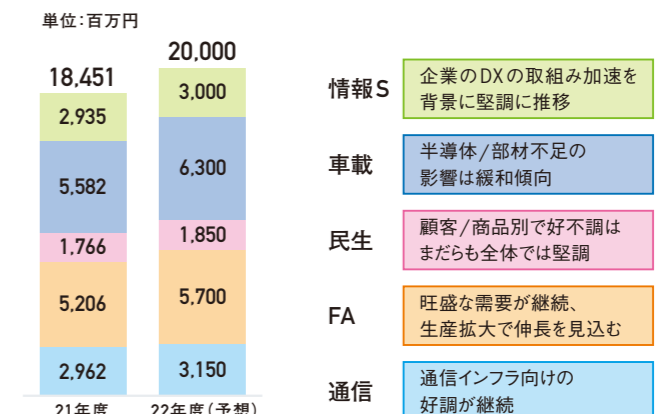 単位：百万円
18,451
2,935
5,582
1,766
5,206
2,962
21年度
20,000
3,000
6,300
1,850
5,700
3,150
22年度（予想）
情報S
企業のDXの取組み加速を
背景に堅調に推移
車載
半導体/部材不足の
影響は緩和傾向
民生
顧客/商品別で好不調は
まだらも全体では堅調
FA
旺盛な需要が継続、
生産拡大で伸長を見込む
通信
通信インフラ向けの
好調が継続